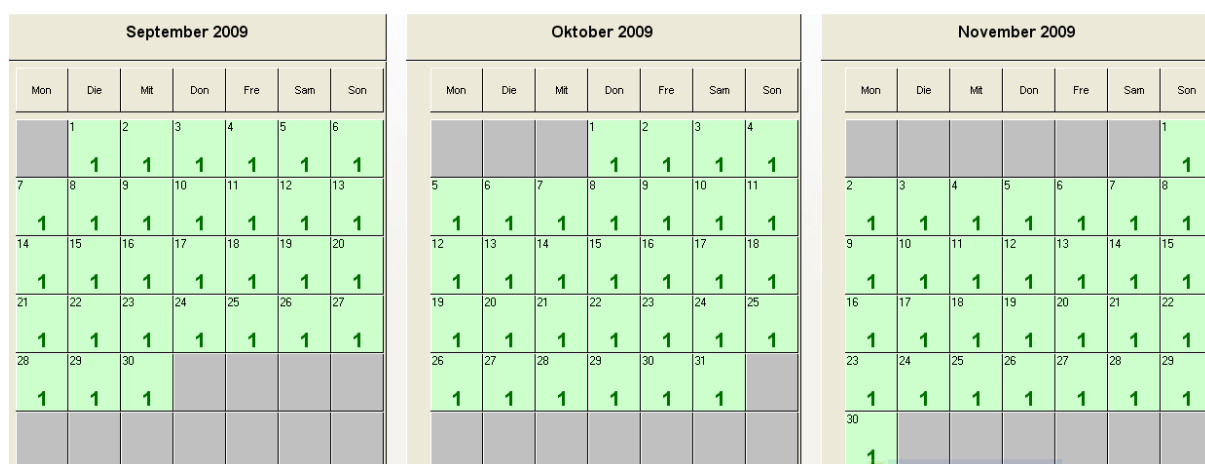 September 2009
Mon Die Mit Don Fre Sam Son
1 2 3 4 5 6
1 1 1 1 1 1
7 8 9 10 11 12 13
1 1 1 1 1 1 1
14 15 16 17 18 19 20
1 1 1 1 1 1 1
21 22 23 24 25 26 27
1 1 1 1 1 1 1
28 29 30
1 1 1
Oktober 2009
Mon Die Mit Don Fre Sam Son
1 2 3 4
1 1 1 1
5 6 7 8 9 10 11
1 1 1 1 1 1 1
12 13 14 15 16 17 18
1 1 1 1 1 1 1
19 20 21 22 23 24 25
1 1 1 1 1 1 1
26 27 28 29 30 31
1 1 1 1 1 1
November 2009
Mon Die Mit Don Fre Sam Son
1
1
2 3 4 5 6 7 8
1 1 1 1 1 1 1
9 10 11 12 13 14 15
1 1 1 1 1 1 1
16 17 18 19 20 21 22
1 1 1 1 1 1 1
23 24 25 26 27 28 29
1 1 1 1 1 1 1
30
1